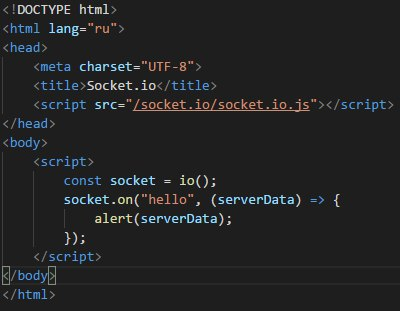 <!DOCTYPE html>
<html lang="ru">
<head>
    <meta charset="UTF-8">
    <title>Socket.io</title>
    <script src="/socket.io/socket.io.js"></script>
</head>
<body>
    <script>
        const socket = io();
        socket.on("hello", (serverData) => {
            alert(serverData);
        });
    </script>
</body>
</html>